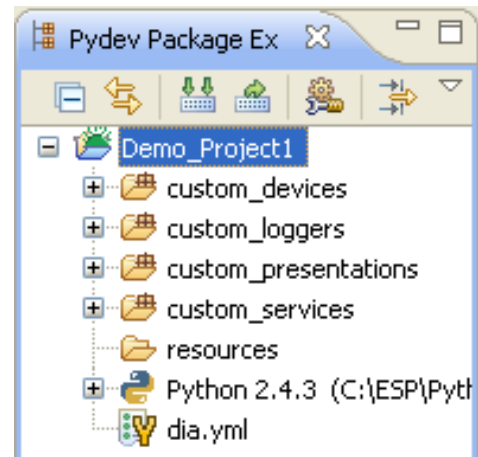 Pydev Package Ex
Demo_Project1
custom_devices
custom_loggers
custom_presentations
custom_services
resources
Python 2.4.3 (C:\ESP\Pyth
dia.yml